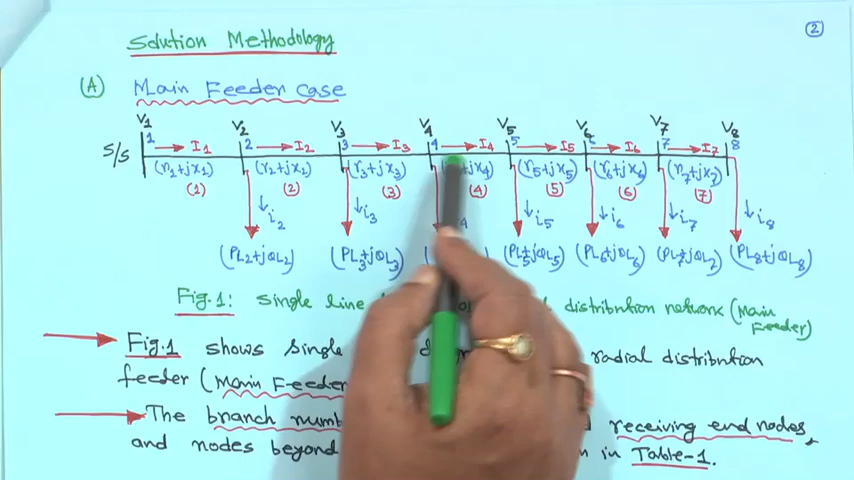 2
Solution Methodology
(A) Main Feeder case
V1 V2 V3 V4 V5 V6 V7 V8
S/S 1 I1 2 I2 3 I3 4 I4 5 I5 6 I6 7 I7 8
(r1+jx1) (r2+jx2) (r3+jx3) x4) (r5+jx5) (r6+jx6) (r7+jx7)
(1) (2) (3) (4) (5) (6) (7)
i2 i3 4 i5 i6 i7 i8
(PL2+jQL2) (PL3+jQL3) (PL5+jQL5) (PL6+jQL6) (PL7+jQL7) (PL8+jQL8)
Fig.1: Single line distribution network (Main Feeder)
Fig.1 shows single radial distribution
feeder (Main Feeder
The branch receiving end nodes,
and nodes beyond in Table-1.